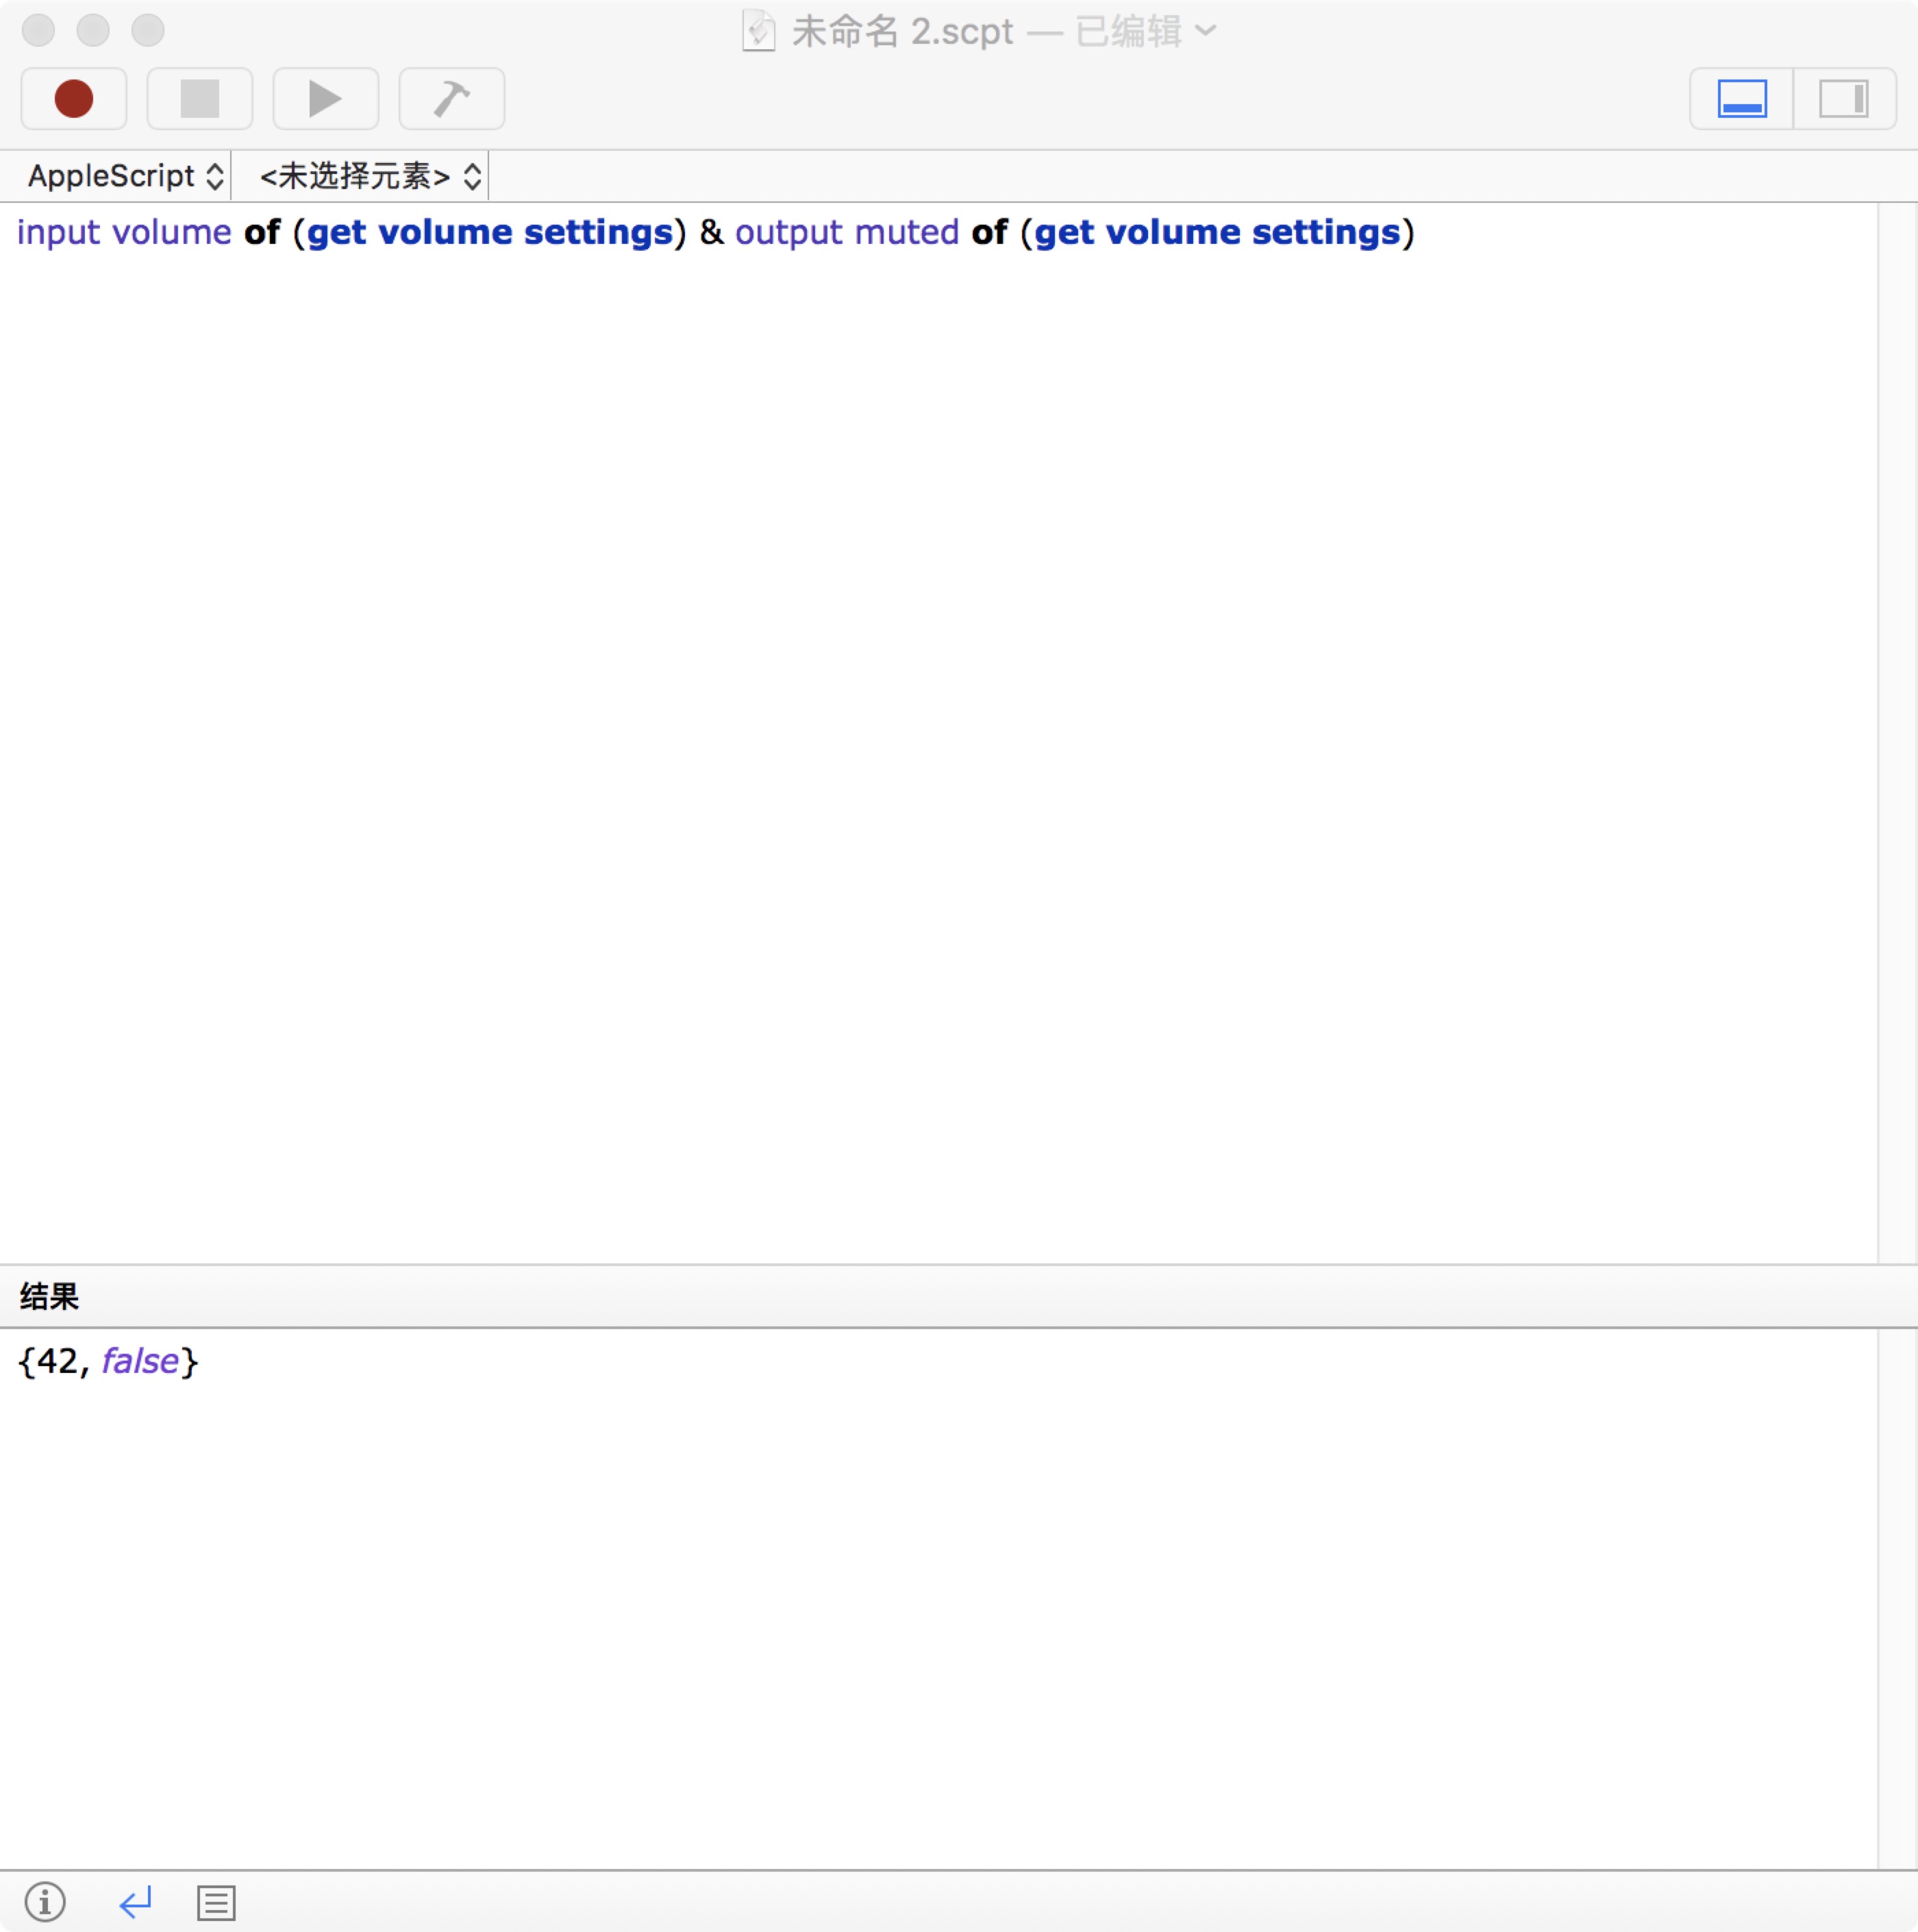 未命名 2.scpt — 已编辑
AppleScript <未选择元素>
input volume of (get volume settings) & output muted of (get volume settings)
结果
{42, false}